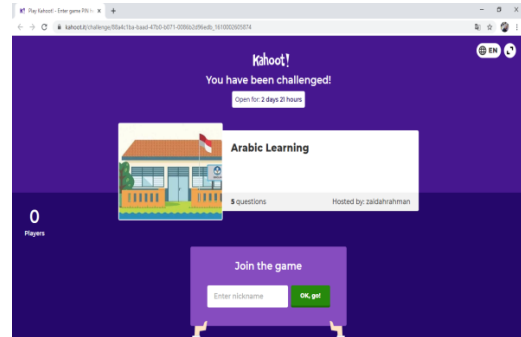 Play Kahoot! - Enter game PIN h
kahoot.it/challenge/
EN
Kahoot!
You have been challenged!
Open for: 2 days 21 hours
Arabic Learning
5 questions
Hosted by: zaidahrahman
0
Players
Join the game
Enter nickname
OK, go!